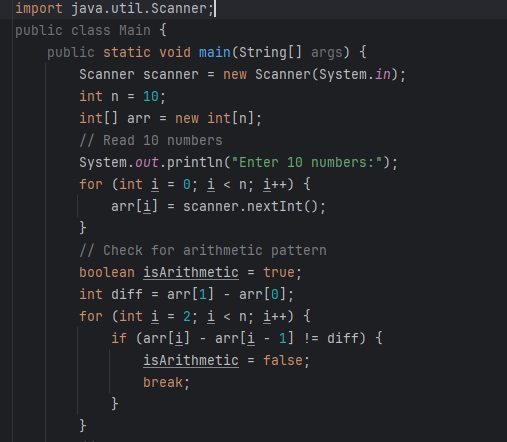 import java.util.Scanner;
public class Main {
    public static void main(String[] args) {
        Scanner scanner = new Scanner(System.in);
        int n = 10;
        int[] arr = new int[n];
        // Read 10 numbers
        System.out.println("Enter 10 numbers:");
        for (int i = 0; i < n; i++) {
            arr[i] = scanner.nextInt();
        }
        // Check for arithmetic pattern
        boolean isArithmetic = true;
        int diff = arr[1] - arr[0];
        for (int i = 2; i < n; i++) {
            if (arr[i] - arr[i - 1] != diff) {
                isArithmetic = false;
                break;
            }
        }